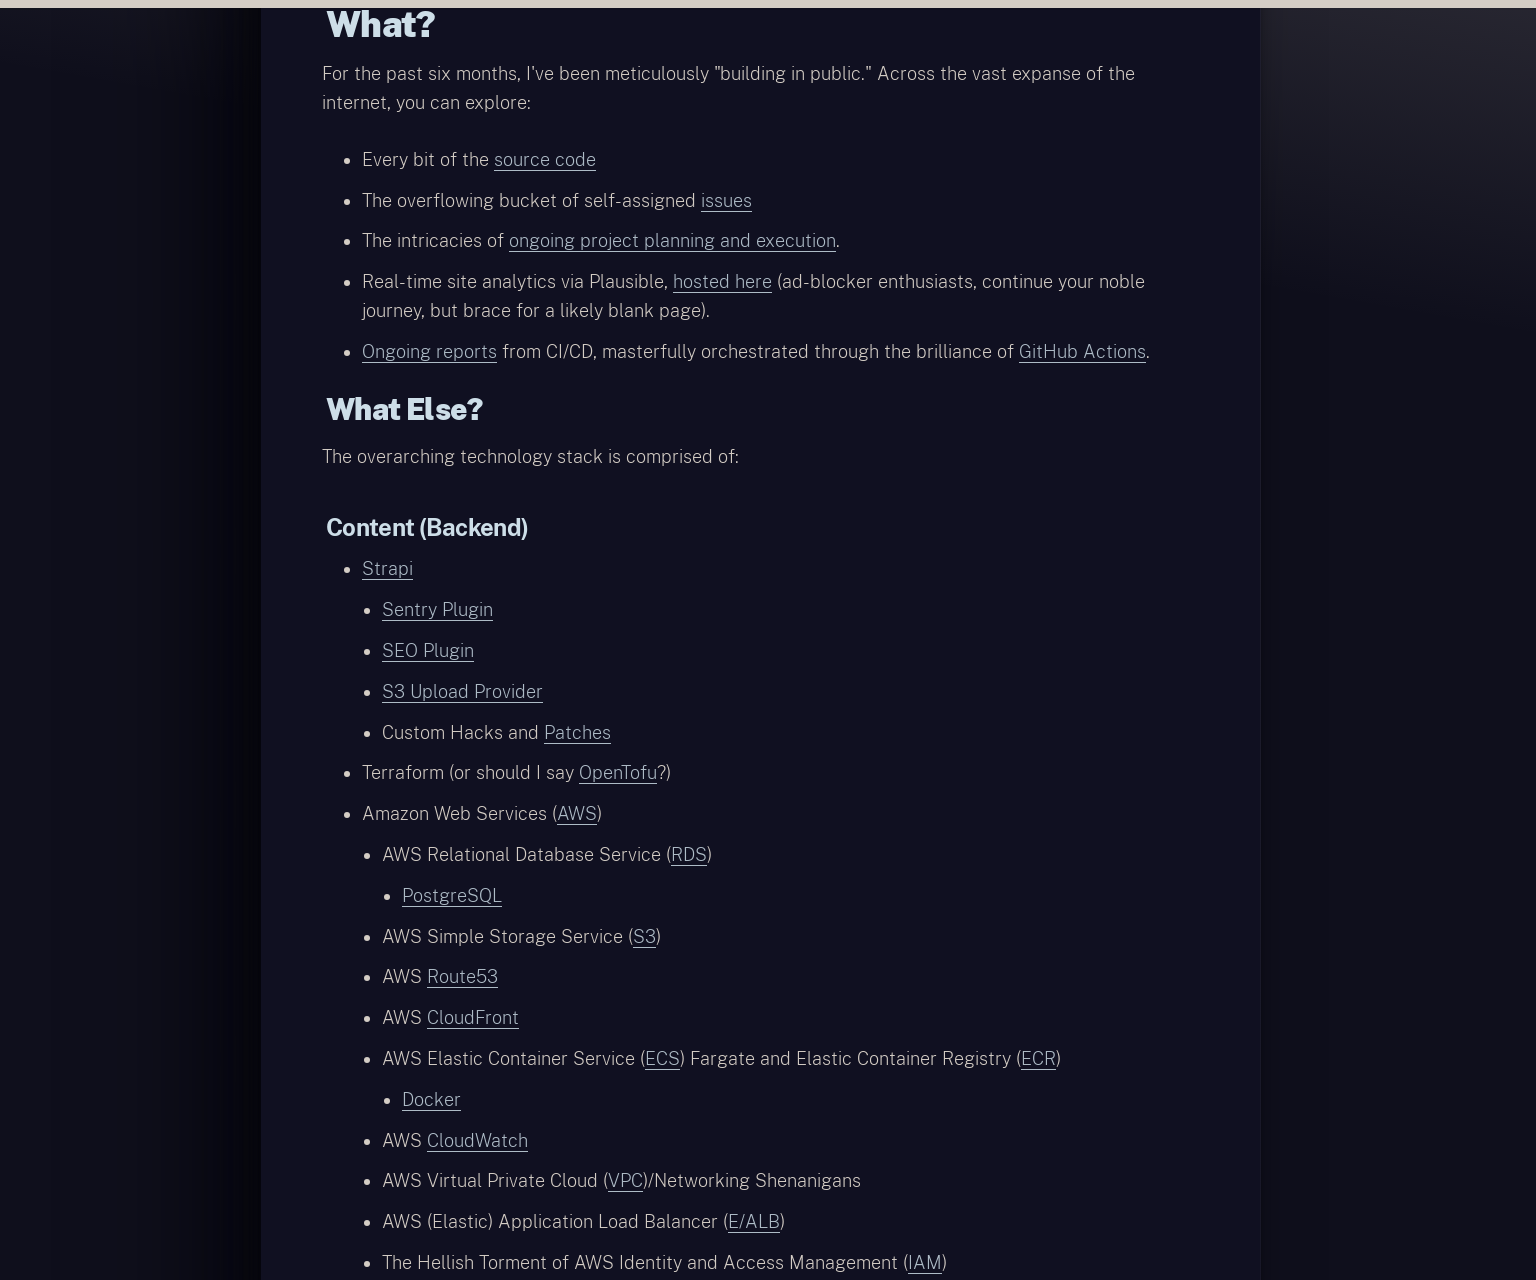 What?
For the past six months, I've been meticulously "building in public." Across the vast expanse of the
internet, you can explore:
Every bit of the source code
The overflowing bucket of self-assigned issues
The intricacies of ongoing project planning and execution.
Real-time site analytics via Plausible, hosted here (ad-blocker enthusiasts, continue your noble
journey, but brace for a likely blank page).
Ongoing reports from CI/CD, masterfully orchestrated through the brilliance of GitHub Actions.
What Else?
The overarching technology stack is comprised of:
Content (Backend)
Strapi
Sentry Plugin
SEO Plugin
S3 Upload Provider
Custom Hacks and Patches
Terraform (or should I say OpenTofu?)
Amazon Web Services (AWS)
AWS Relational Database Service (RDS)
PostgreSQL
AWS Simple Storage Service (S3)
AWS Route53
AWS CloudFront
AWS Elastic Container Service (ECS) Fargate and Elastic Container Registry (ECR)
Docker
AWS CloudWatch
AWS Virtual Private Cloud (VPC)/Networking Shenanigans
AWS (Elastic) Application Load Balancer (E/ALB)
The Hellish Torment of AWS Identity and Access Management (IAM)